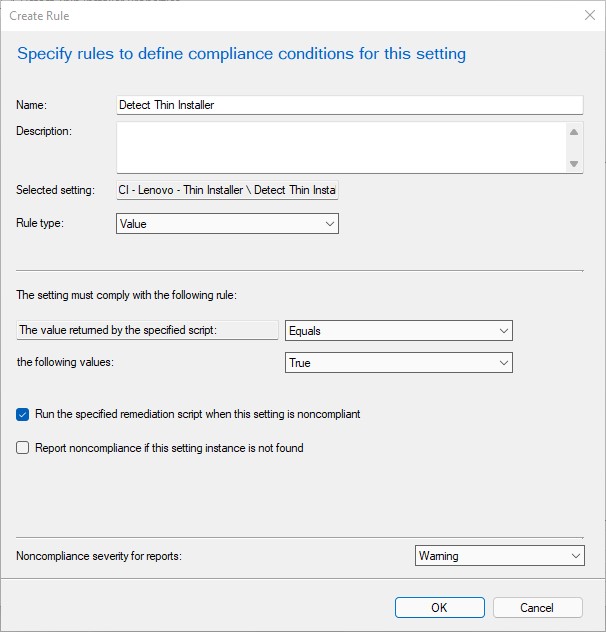 Create Rule
Specify rules to define compliance conditions for this setting
Name:
Detect Thin Installer
Description:
Selected setting:
CI - Lenovo - Thin Installer \ Detect Thin Insta
Rule type:
Value
The setting must comply with the following rule:
The value returned by the specified script:
Equals
the following values:
True
Run the specified remediation script when this setting is noncompliant
Report noncompliance if this setting instance is not found
Noncompliance severity for reports:
Warning
OK
Cancel